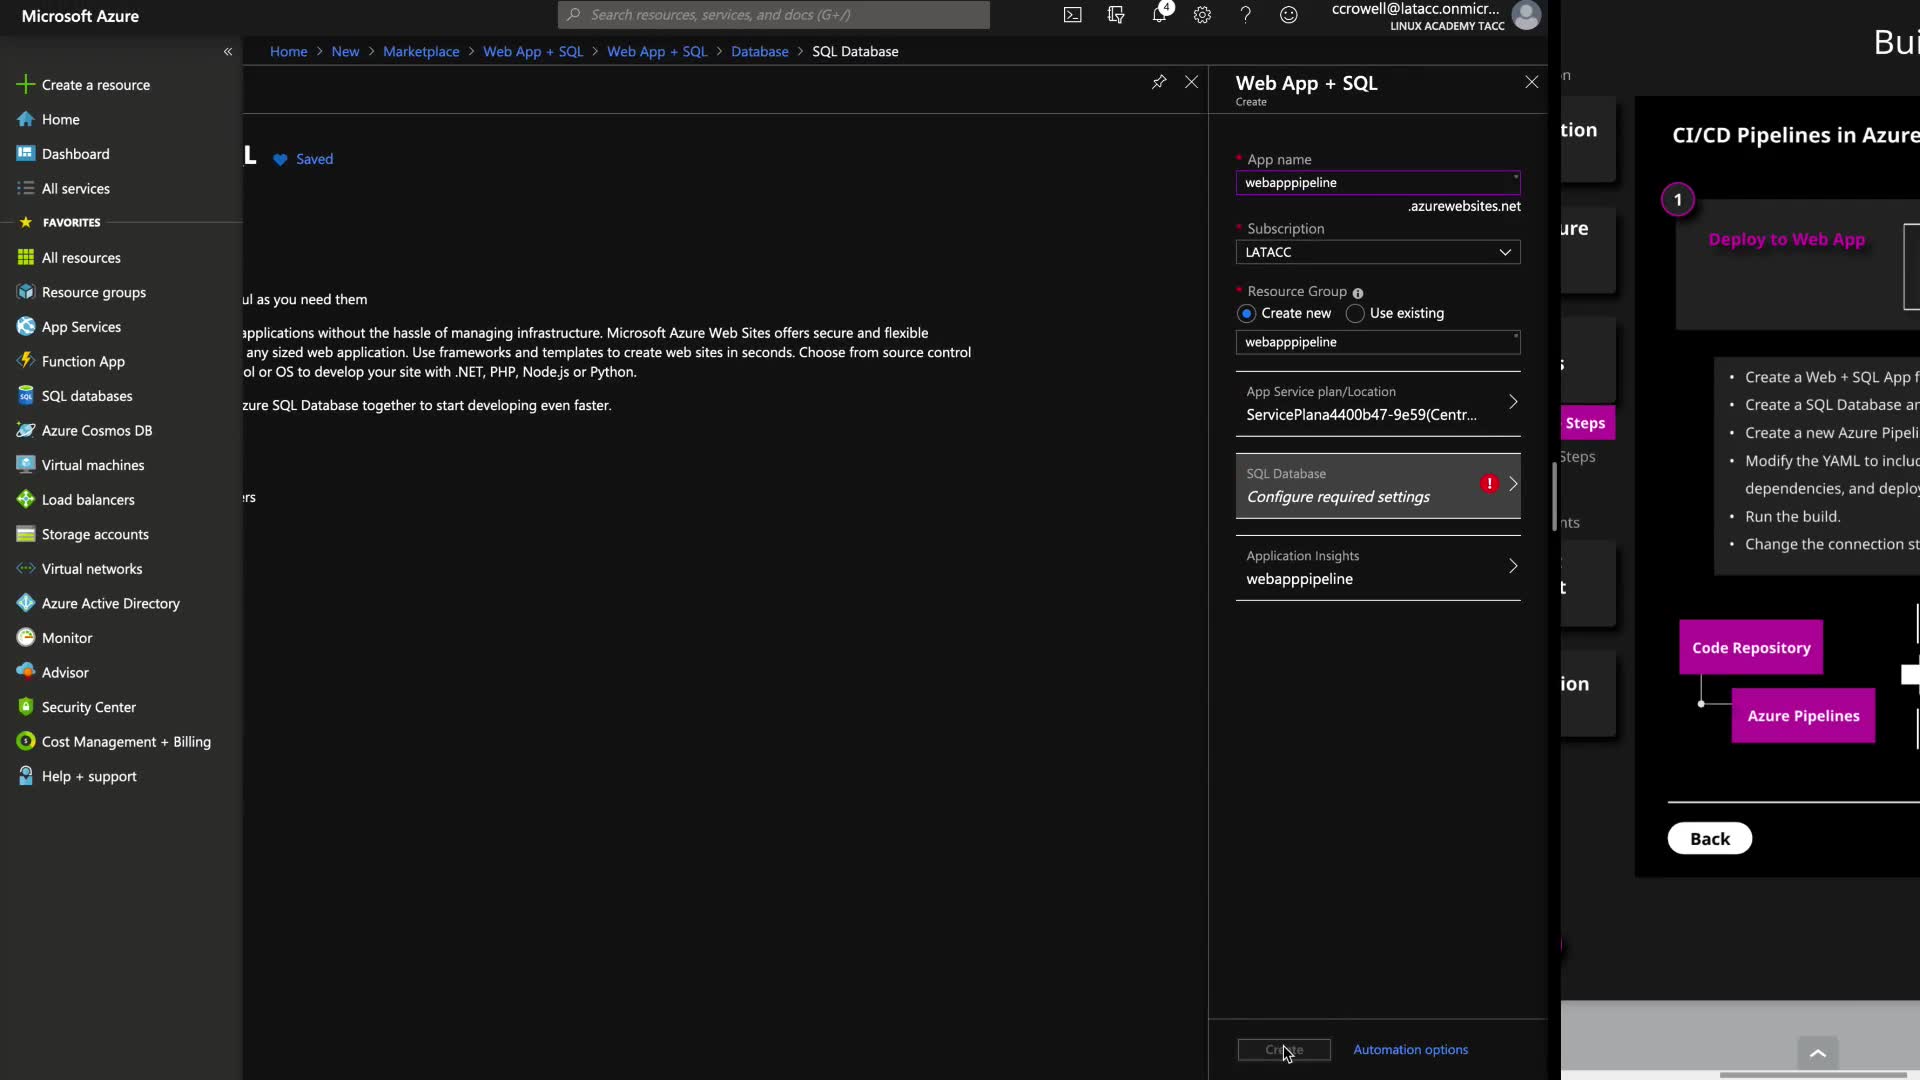 Microsoft Azure
Search resources, services, and docs (G+/)
4
ccrowell@latacc.onmicr...
LINUX ACADEMY TACC
«
Home > New > Marketplace > Web App + SQL > Web App + SQL > Database > SQL Database
Create a resource
Home
Dashboard
All services
FAVORITES
All resources
Resource groups
App Services
Function App
SQL databases
Azure Cosmos DB
Virtual machines
Load balancers
Storage accounts
Virtual networks
Azure Active Directory
Monitor
Advisor
Security Center
Cost Management + Billing
Help + support
L Saved
ul as you need them
applications without the hassle of managing infrastructure. Microsoft Azure Web Sites offers secure and flexible
any sized web application. Use frameworks and templates to create web sites in seconds. Choose from source control
ol or OS to develop your site with .NET, PHP, Node.js or Python.
zure SQL Database together to start developing even faster.
ers
Web App + SQL
Create
* App name
webapppipeline
.azurewebsites.net
* Subscription
LATACC
* Resource Group
Create new Use existing
webapppipeline
App Service plan/Location
ServicePlana4400b47-9e59(Centr...
SQL Database
Configure required settings
Application Insights
webapppipeline
Create Automation options
Bui
on
tion
ure
s
Steps
Steps
nts
t
ion
CI/CD Pipelines in Azure
1
Deploy to Web App
• Create a Web + SQL App f
• Create a SQL Database an
• Create a new Azure Pipeli
• Modify the YAML to includ
dependencies, and deploy
• Run the build.
• Change the connection st
Code Repository
Azure Pipelines
Back